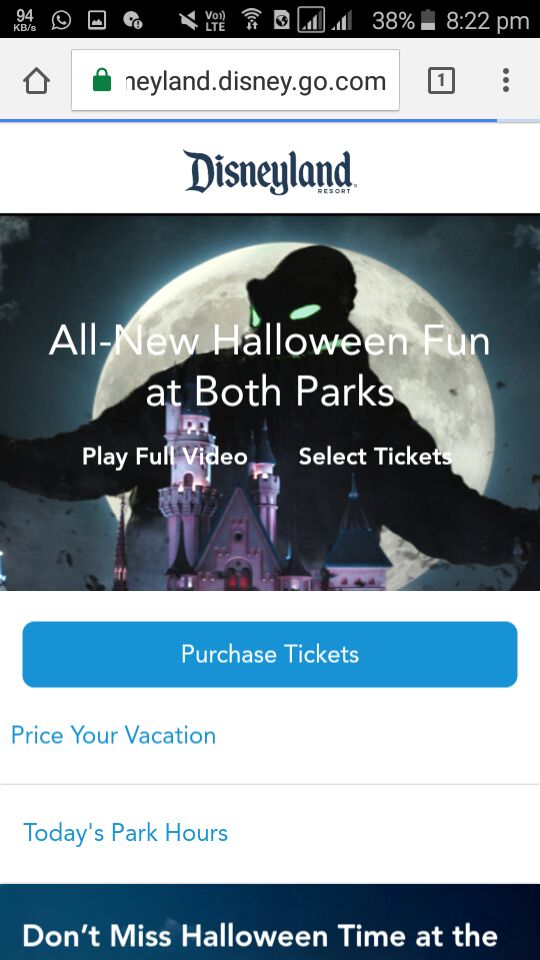 94
KB/s
Vo))
LTE
38%
8:22 pm
neyland.disney.go.com
1
Disneyland
RESORT
All-New Halloween Fun
at Both Parks
Play Full Video
Select Tickets
Purchase Tickets
Price Your Vacation
Today's Park Hours
Don’t Miss Halloween Time at the